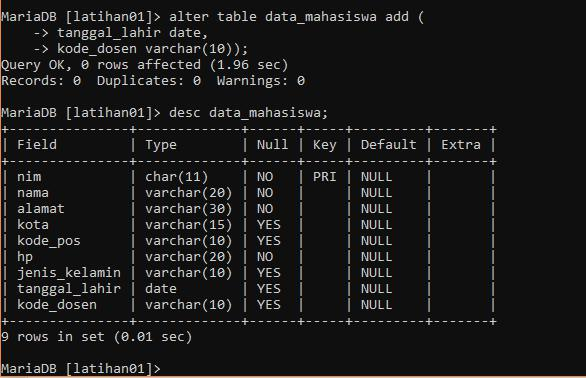 MariaDB [latihan01]> alter table data_mahasiswa add (
    -> tanggal_lahir date,
    -> kode_dosen varchar(10));
Query OK, 0 rows affected (1.96 sec)
Records: 0  Duplicates: 0  Warnings: 0

MariaDB [latihan01]> desc data_mahasiswa;
+---------------+-------------+------+-----+---------+-------+
| Field         | Type        | Null | Key | Default | Extra |
+---------------+-------------+------+-----+---------+-------+
| nim           | char(11)    | NO   | PRI | NULL    |       |
| nama          | varchar(20) | NO   |     | NULL    |       |
| alamat        | varchar(30) | NO   |     | NULL    |       |
| kota          | varchar(15) | YES  |     | NULL    |       |
| kode_pos      | varchar(10) | YES  |     | NULL    |       |
| hp            | varchar(20) | NO   |     | NULL    |       |
| jenis_kelamin | varchar(10) | YES  |     | NULL    |       |
| tanggal_lahir | date        | YES  |     | NULL    |       |
| kode_dosen    | varchar(10) | YES  |     | NULL    |       |
+---------------+-------------+------+-----+---------+-------+
9 rows in set (0.01 sec)

MariaDB [latihan01]>